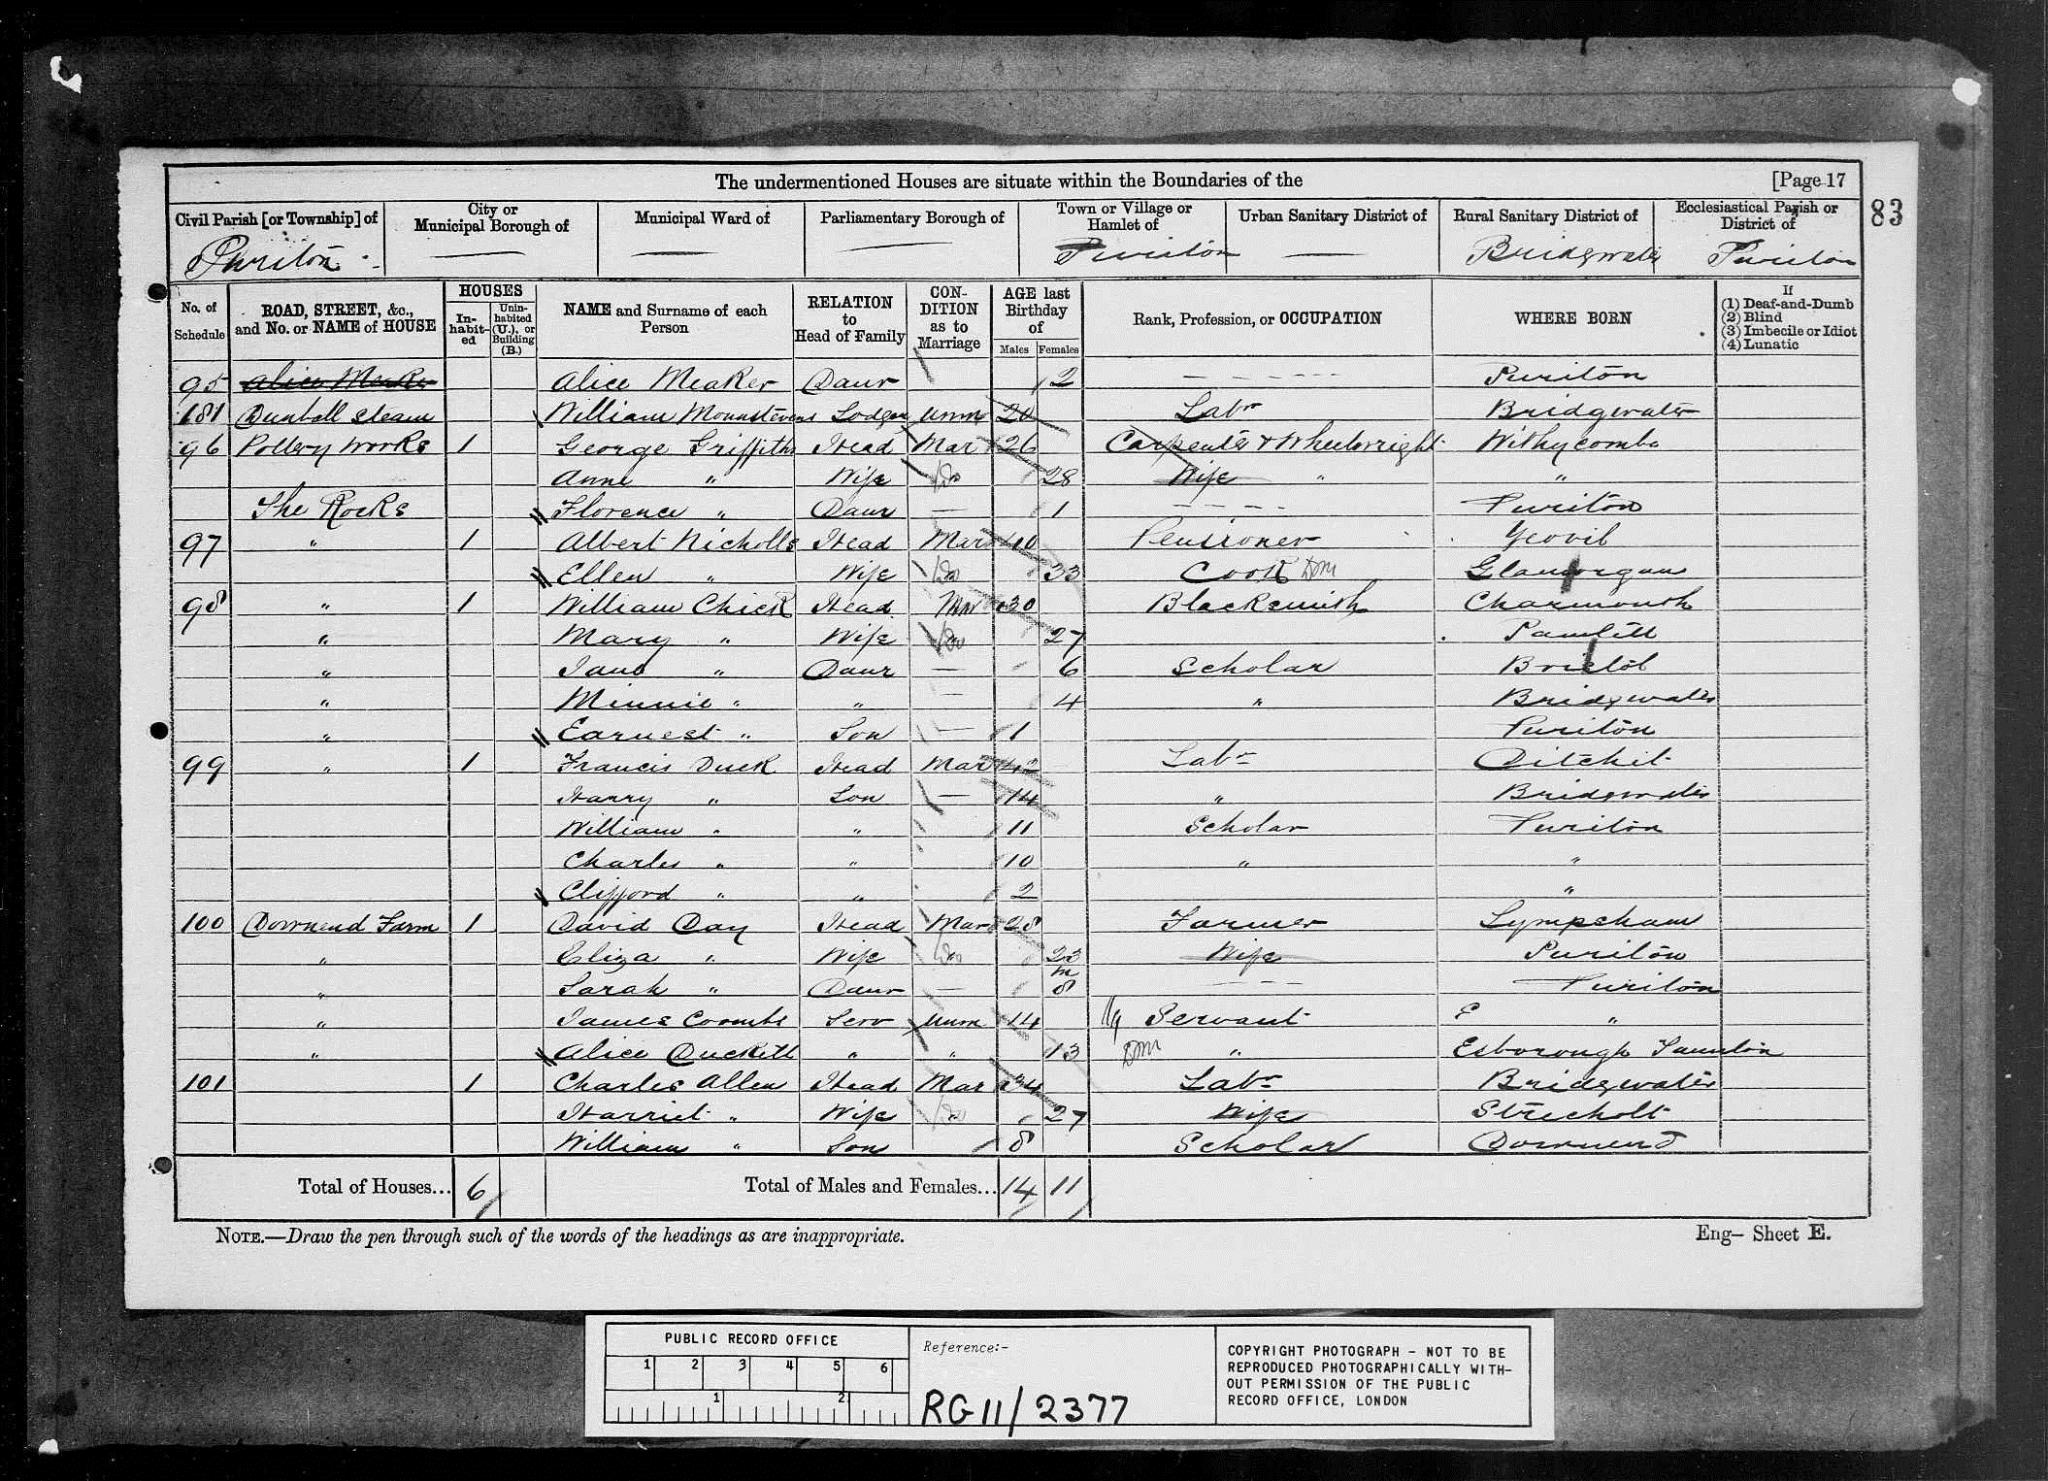 The undermentioned Houses are situate within the Boundaries of the [Page 17
83
Civil Parish [or Township] of City or Municipal Borough of Municipal Ward of Parliamentary Borough of Town or Village or Hamlet of Urban Sanitary District of Rural Sanitary District of Ecclesiastical Parish or District of
Puriton — — — Puriton — Bridgwater Puriton
No. of Schedule ROAD, STREET, &c., and No. or NAME of HOUSE HOUSES Inhabited Uninhabited (U.), or Building (B.) NAME and Surname of each Person RELATION to Head of Family CONDITION as to Marriage AGE last Birthday of Males Females Rank, Profession, or OCCUPATION WHERE BORN If (1) Deaf-and-Dumb (2) Blind (3) Imbecile or Idiot (4) Lunatic
95 Alice Meaker Alice Meaker Daur 2 - - - - Puriton
Dunball Steam William Mounstevens Lodger Unm 20 Labr Bridgwater
96 Pottery Works 1 George Griffiths Head Mar 26 Carpenter & Wheelwright Withycombe
Anne " Wife Do 28 Wife " "
The Rocks Florence " Daur — 1 - - - - Puriton
97 " 1 Albert Nicholls Head Mar 40 Pensioner Yeovil
Ellen " Wife Do 33 Cook Dom Glamorgan
98 " 1 William Chick Head Mar 30 Blacksmith Charmouth
" Mary " Wife Do 27 Pawlett
" Jane " Daur — 6 Scholar Bristol
" Minnie " " — 4 " Bridgwater
" Earnest " Son — 1 Puriton
99 " 1 Francis Duck Head Mar 42 Labr Ditchit
Harry " Son — 14 " Bridgwater
William " " 11 Scholar Puriton
Charles " " 10 " "
Clifford " " 2 "
100 Downend Farm 1 David Day Head Mar 28 Farmer Lympsham
" Eliza " Wife Do 23 Wife Puriton
" Sarah " Daur — 8 m - - - Puriton
" James Coombs Serv Unm 14 Servant E "
" Alice Duckett " " 13 Dom " Esborough Taunton
101 1 Charles Allen Head Mar 34 Labr Bridgwater
Harriet " Wife " Do 27 Wife Stricholt
William " Son 8 Scholar Downend
Total of Houses... 6 Total of Males and Females... 14 11
NOTE.—Draw the pen through such of the words of the headings as are inappropriate. Eng— Sheet E.
PUBLIC RECORD OFFICE
1 2 3 4 5 6
1 2
Reference:-
RG 11/2377
COPYRIGHT PHOTOGRAPH - NOT TO BE
REPRODUCED PHOTOGRAPHICALLY WITH-
OUT PERMISSION OF THE PUBLIC
RECORD OFFICE, LONDON